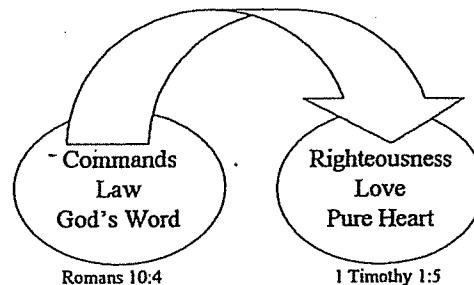 Commands
Law
God's Word
Romans 10:4
Righteousness
Love
Pure Heart
1 Timothy 1:5